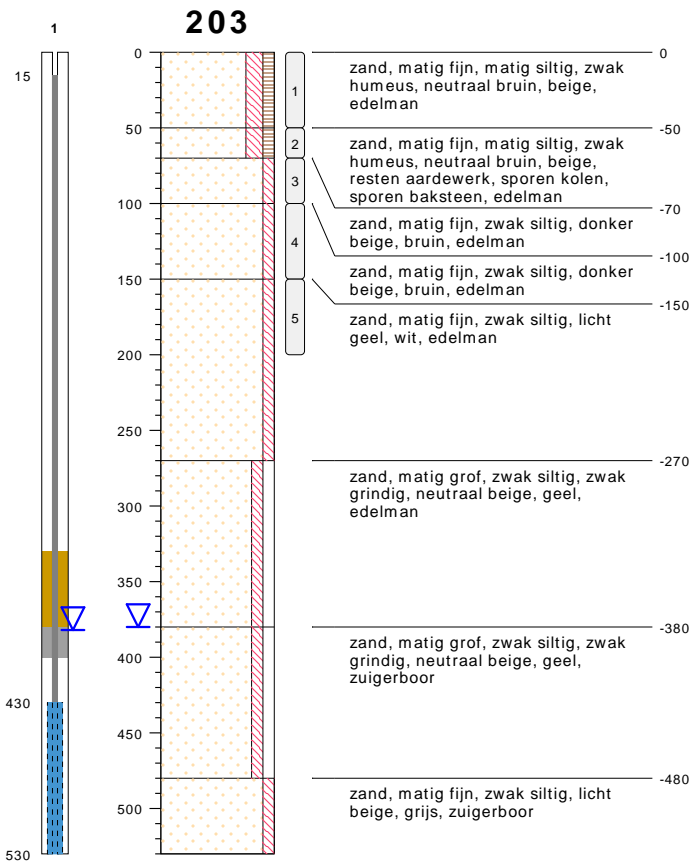 203
1
15
430
530
0
50
100
150
200
250
300
350
400
450
500
1
2
3
4
5
zand, matig fijn, matig siltig, zwak
humeus, neutraal bruin, beige,
edelman
0
-50
zand, matig fijn, matig siltig, zwak
humeus, neutraal bruin, beige,
resten aardewerk, sporen kolen,
sporen baksteen, edelman
-70
zand, matig fijn, zwak siltig, donker
beige, bruin, edelman
-100
zand, matig fijn, zwak siltig, donker
beige, bruin, edelman
-150
zand, matig fijn, zwak siltig, licht
geel, wit, edelman
-270
zand, matig grof, zwak siltig, zwak
grindig, neutraal beige, geel,
edelman
-380
zand, matig grof, zwak siltig, zwak
grindig, neutraal beige, geel,
zuigerboor
-480
zand, matig fijn, zwak siltig, licht
beige, grijs, zuigerboor